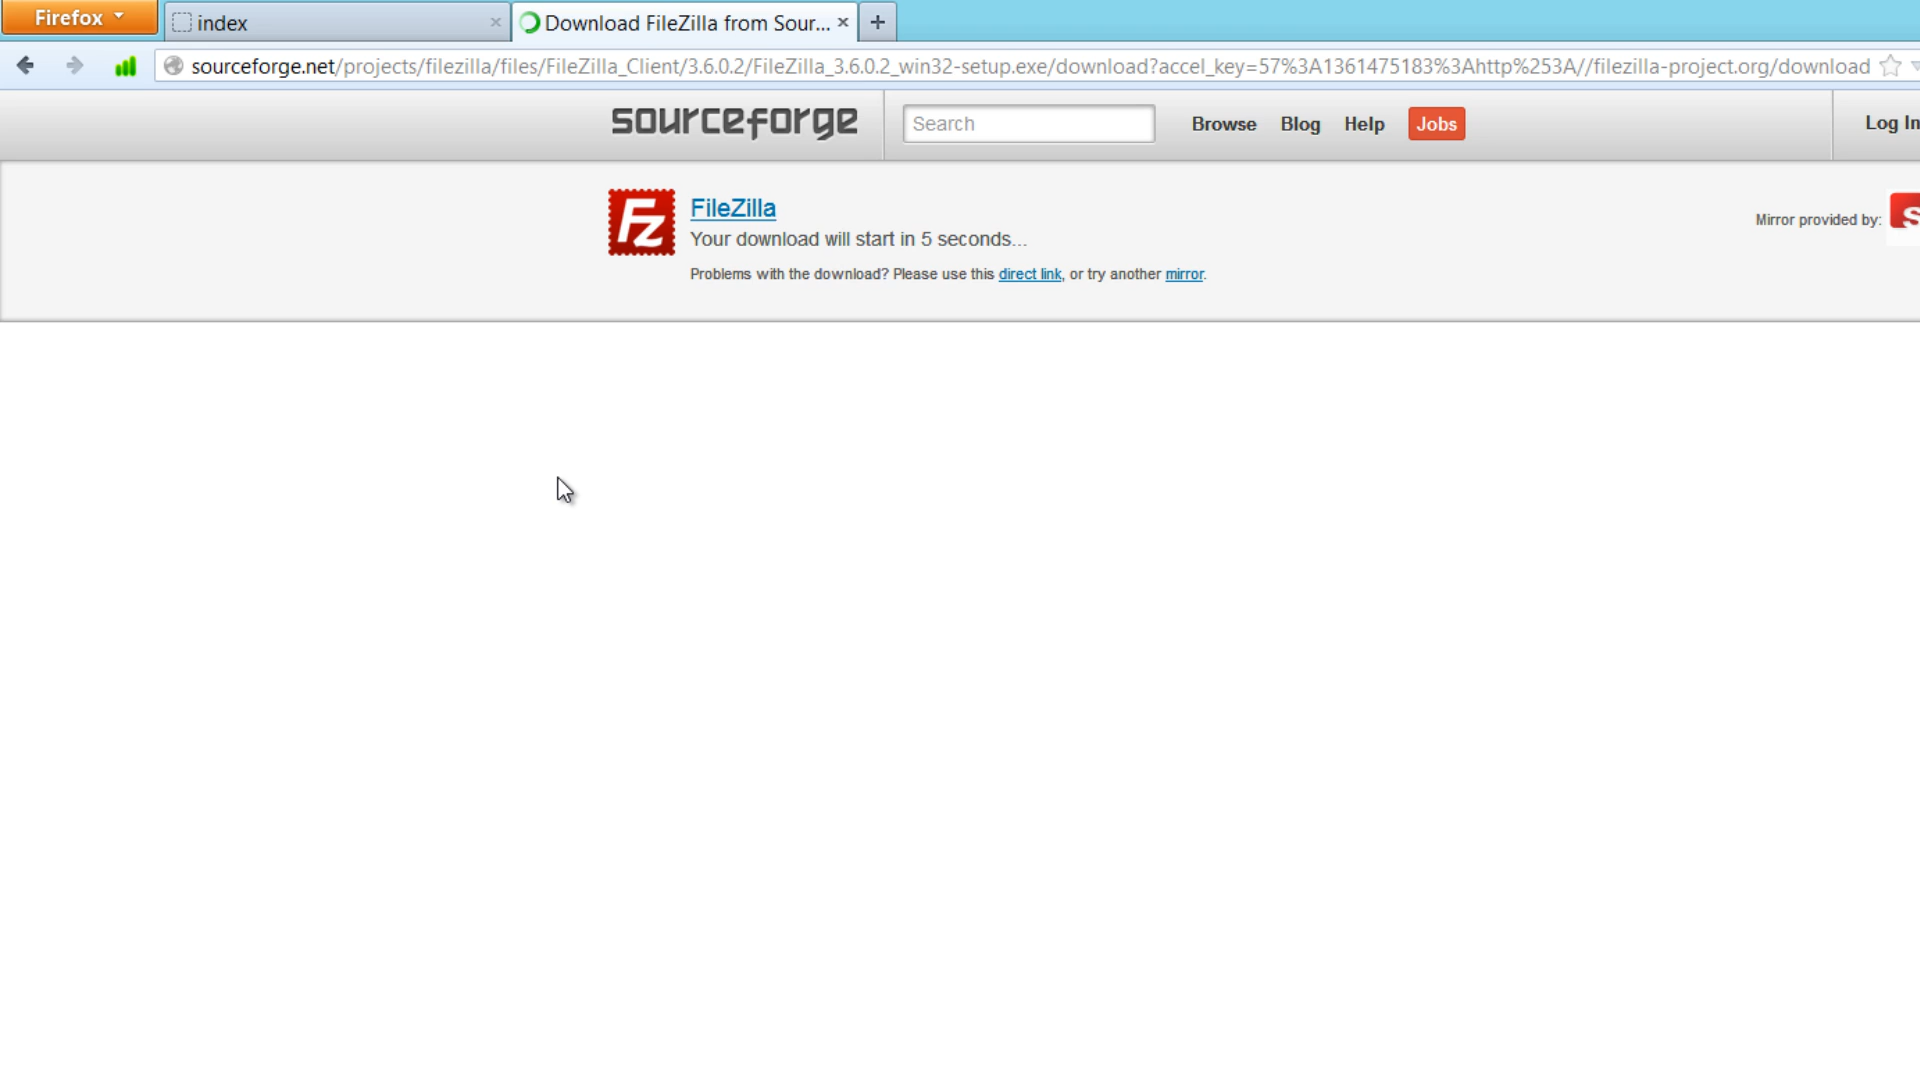 Firefox
index
Download FileZilla from Sour...
sourceforge.net/projects/filezilla/files/FileZilla_Client/3.6.0.2/FileZilla_3.6.0.2_win32-setup.exe/download?accel_key=57%3A1361475183%3Ahttp%253A//filezilla-project.org/download
sourceforge Search Browse Blog Help Jobs Log In
Fz
FileZilla
Your download will start in 5 seconds...
Mirror provided by: S
Problems with the download? Please use this direct link, or try another mirror.